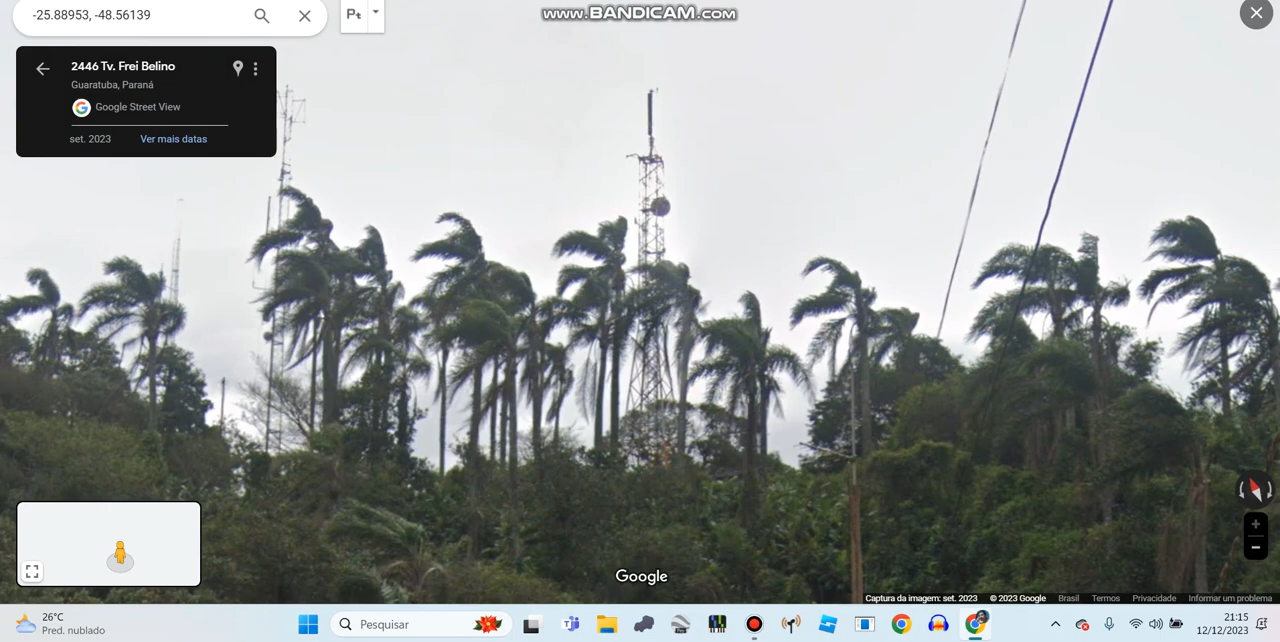 www.BANDICAM.com
-25.88953, -48.56139
Pt
2446 Tv. Frei Belino
Guaratuba, Paraná
Google Street View
set. 2023
Ver mais datas
Google
Captura da imagem: set. 2023
© 2023 Google
Brasil
Termos
Privacidade
Informar um problema
26°C
Pred. nublado
Pesquisar
21:15
12/12/2023